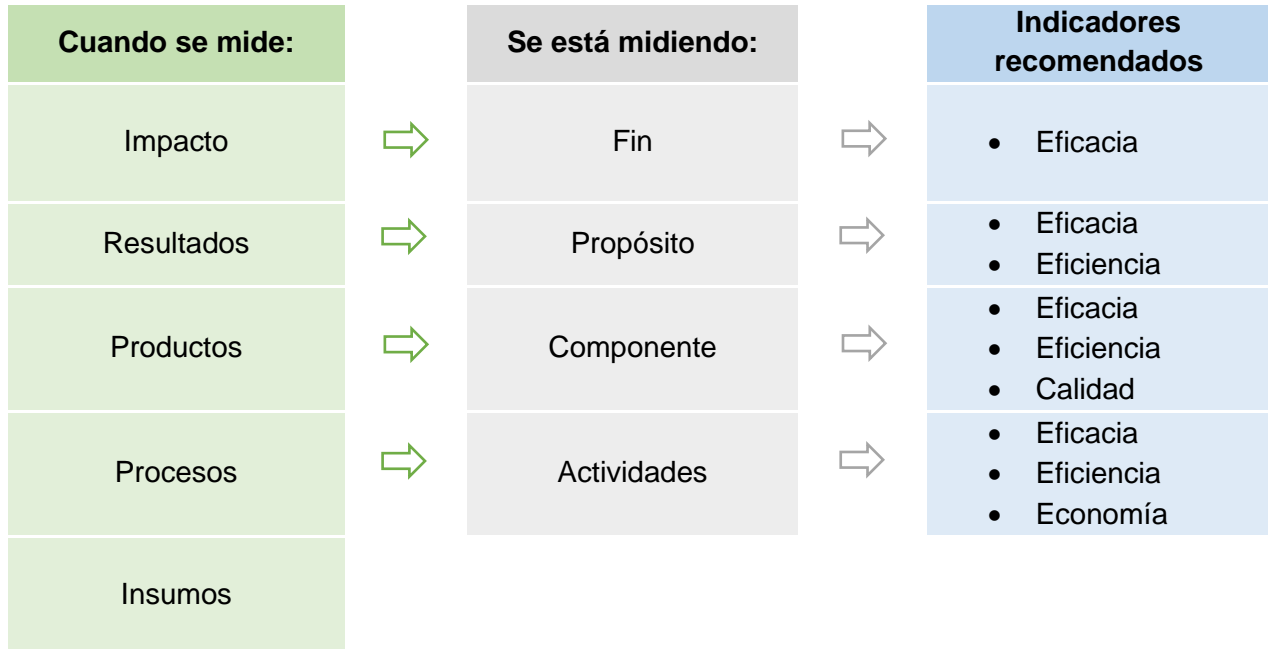 Cuando se mide:
Se está midiendo:
Indicadores
recomendados
Impacto
Fin
• Eficacia
Resultados
Propósito
• Eficacia
• Eficiencia
Productos
Componente
• Eficacia
• Eficiencia
• Calidad
Procesos
Actividades
• Eficacia
• Eficiencia
• Economía
Insumos